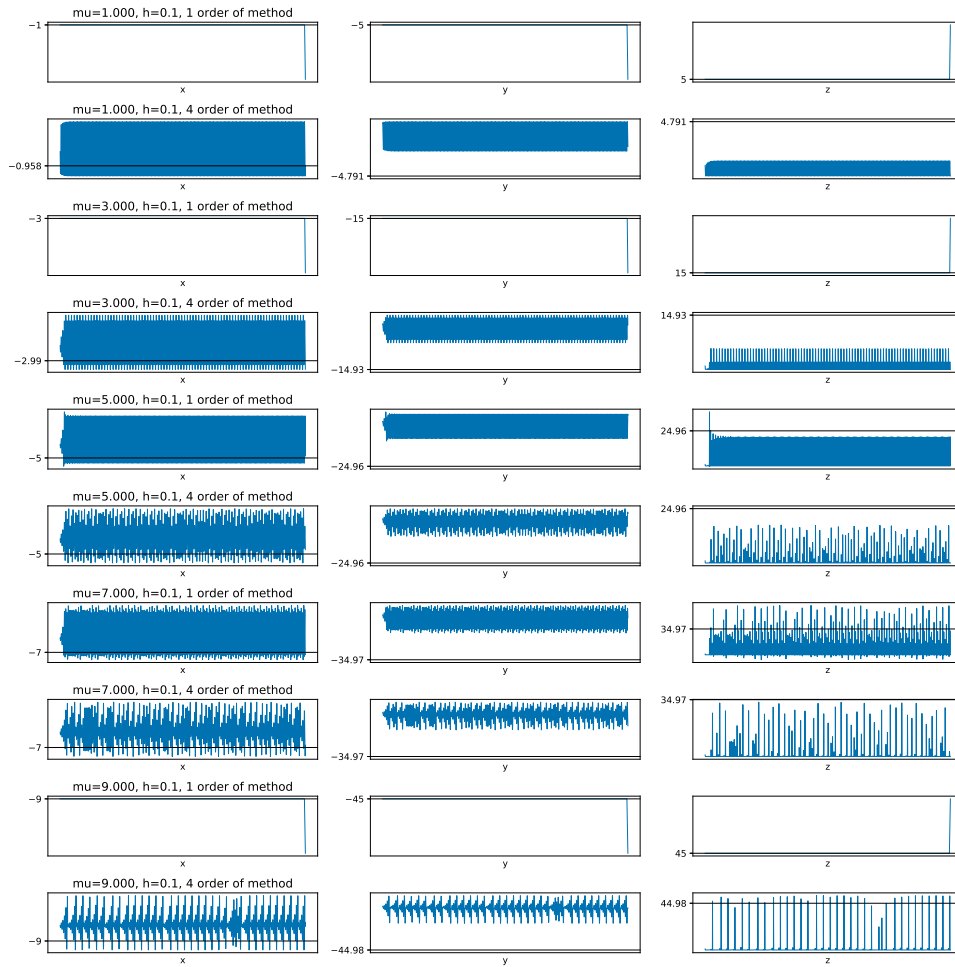 mu=1.000, h=0.1, 1 order of method
−1 −5 5
x y z
mu=1.000, h=0.1, 4 order of method
−0.958 −4.791 4.791
x y z
mu=3.000, h=0.1, 1 order of method
−3 −15 15
x y z
mu=3.000, h=0.1, 4 order of method
−2.99 −14.93 14.93
x y z
mu=5.000, h=0.1, 1 order of method
−5 −24.96 24.96
x y z
mu=5.000, h=0.1, 4 order of method
−5 −24.96 24.96
x y z
mu=7.000, h=0.1, 1 order of method
−7 −34.97 34.97
x y z
mu=7.000, h=0.1, 4 order of method
−7 −34.97 34.97
x y z
mu=9.000, h=0.1, 1 order of method
−9 −45 45
x y z
mu=9.000, h=0.1, 4 order of method
−9 −44.98 44.98
x y z